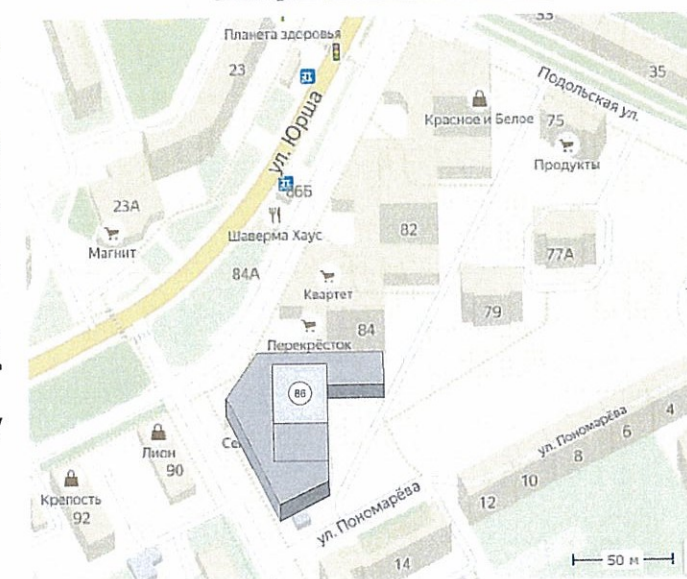 Планета здоровья
33
23
35
Подольская ул.
ул. Юрша
Красное и Белое
75
Продукты
86Б
23А
Магнит
Шаверма Хаус
82
77А
84А
Квартет
79
84
Перекрёсток
86
4
ул. Пономарёва
6
8
Лион
90
10
12
Крепость
92
ул. Пономарёва
14
50 м